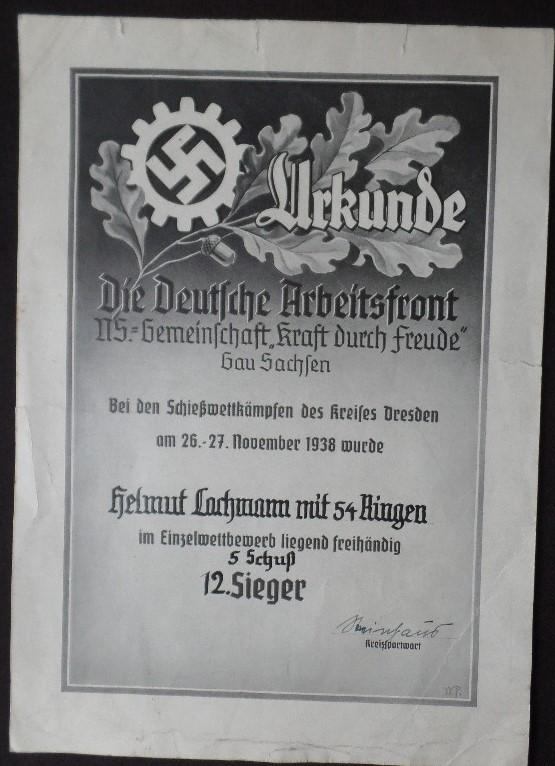 Urkunde
Die Deutsche Arbeitsfront
NS.=Gemeinschaft „Kraft durch Freude“
Gau Sachsen
Bei den Schießwettkämpfen des Kreises Dresden
am 26.-27. November 1938 wurde
Helmut Lachmann mit 54 Ringen
im Einzelwettbewerb liegend freihändig
5 Schuß
12. Sieger
Kreissportwart